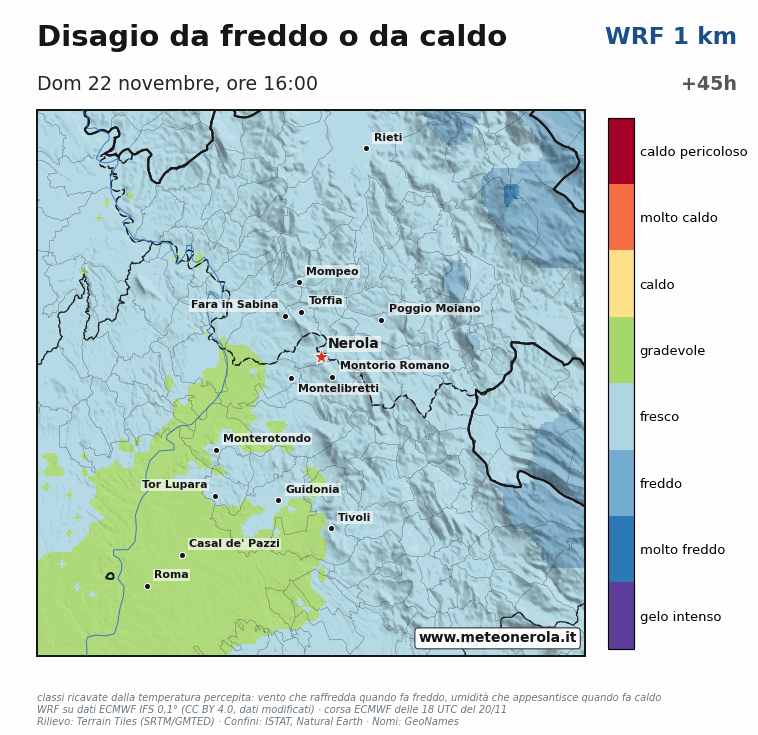 Disagio da freddo o da caldo
WRF 1 km
Dom 22 novembre, ore 16:00
+45h
Rieti
Mompeo
Toffia
Fara in Sabina
Poggio Moiano
Nerola
Montorio Romano
Montelibretti
Monterotondo
Tor Lupara
Guidonia
Tivoli
Casal de' Pazzi
Roma
www.meteonerola.it
caldo pericoloso
molto caldo
caldo
gradevole
fresco
freddo
molto freddo
gelo intenso
classi ricavate dalla temperatura percepita: vento che raffredda quando fa freddo, umidità che appesantisce quando fa caldo
WRF su dati ECMWF IFS 0,1° (CC BY 4.0, dati modificati) · corsa ECMWF delle 18 UTC del 20/11
Rilievo: Terrain Tiles (SRTM/GMTED) · Confini: ISTAT, Natural Earth · Nomi: GeoNames